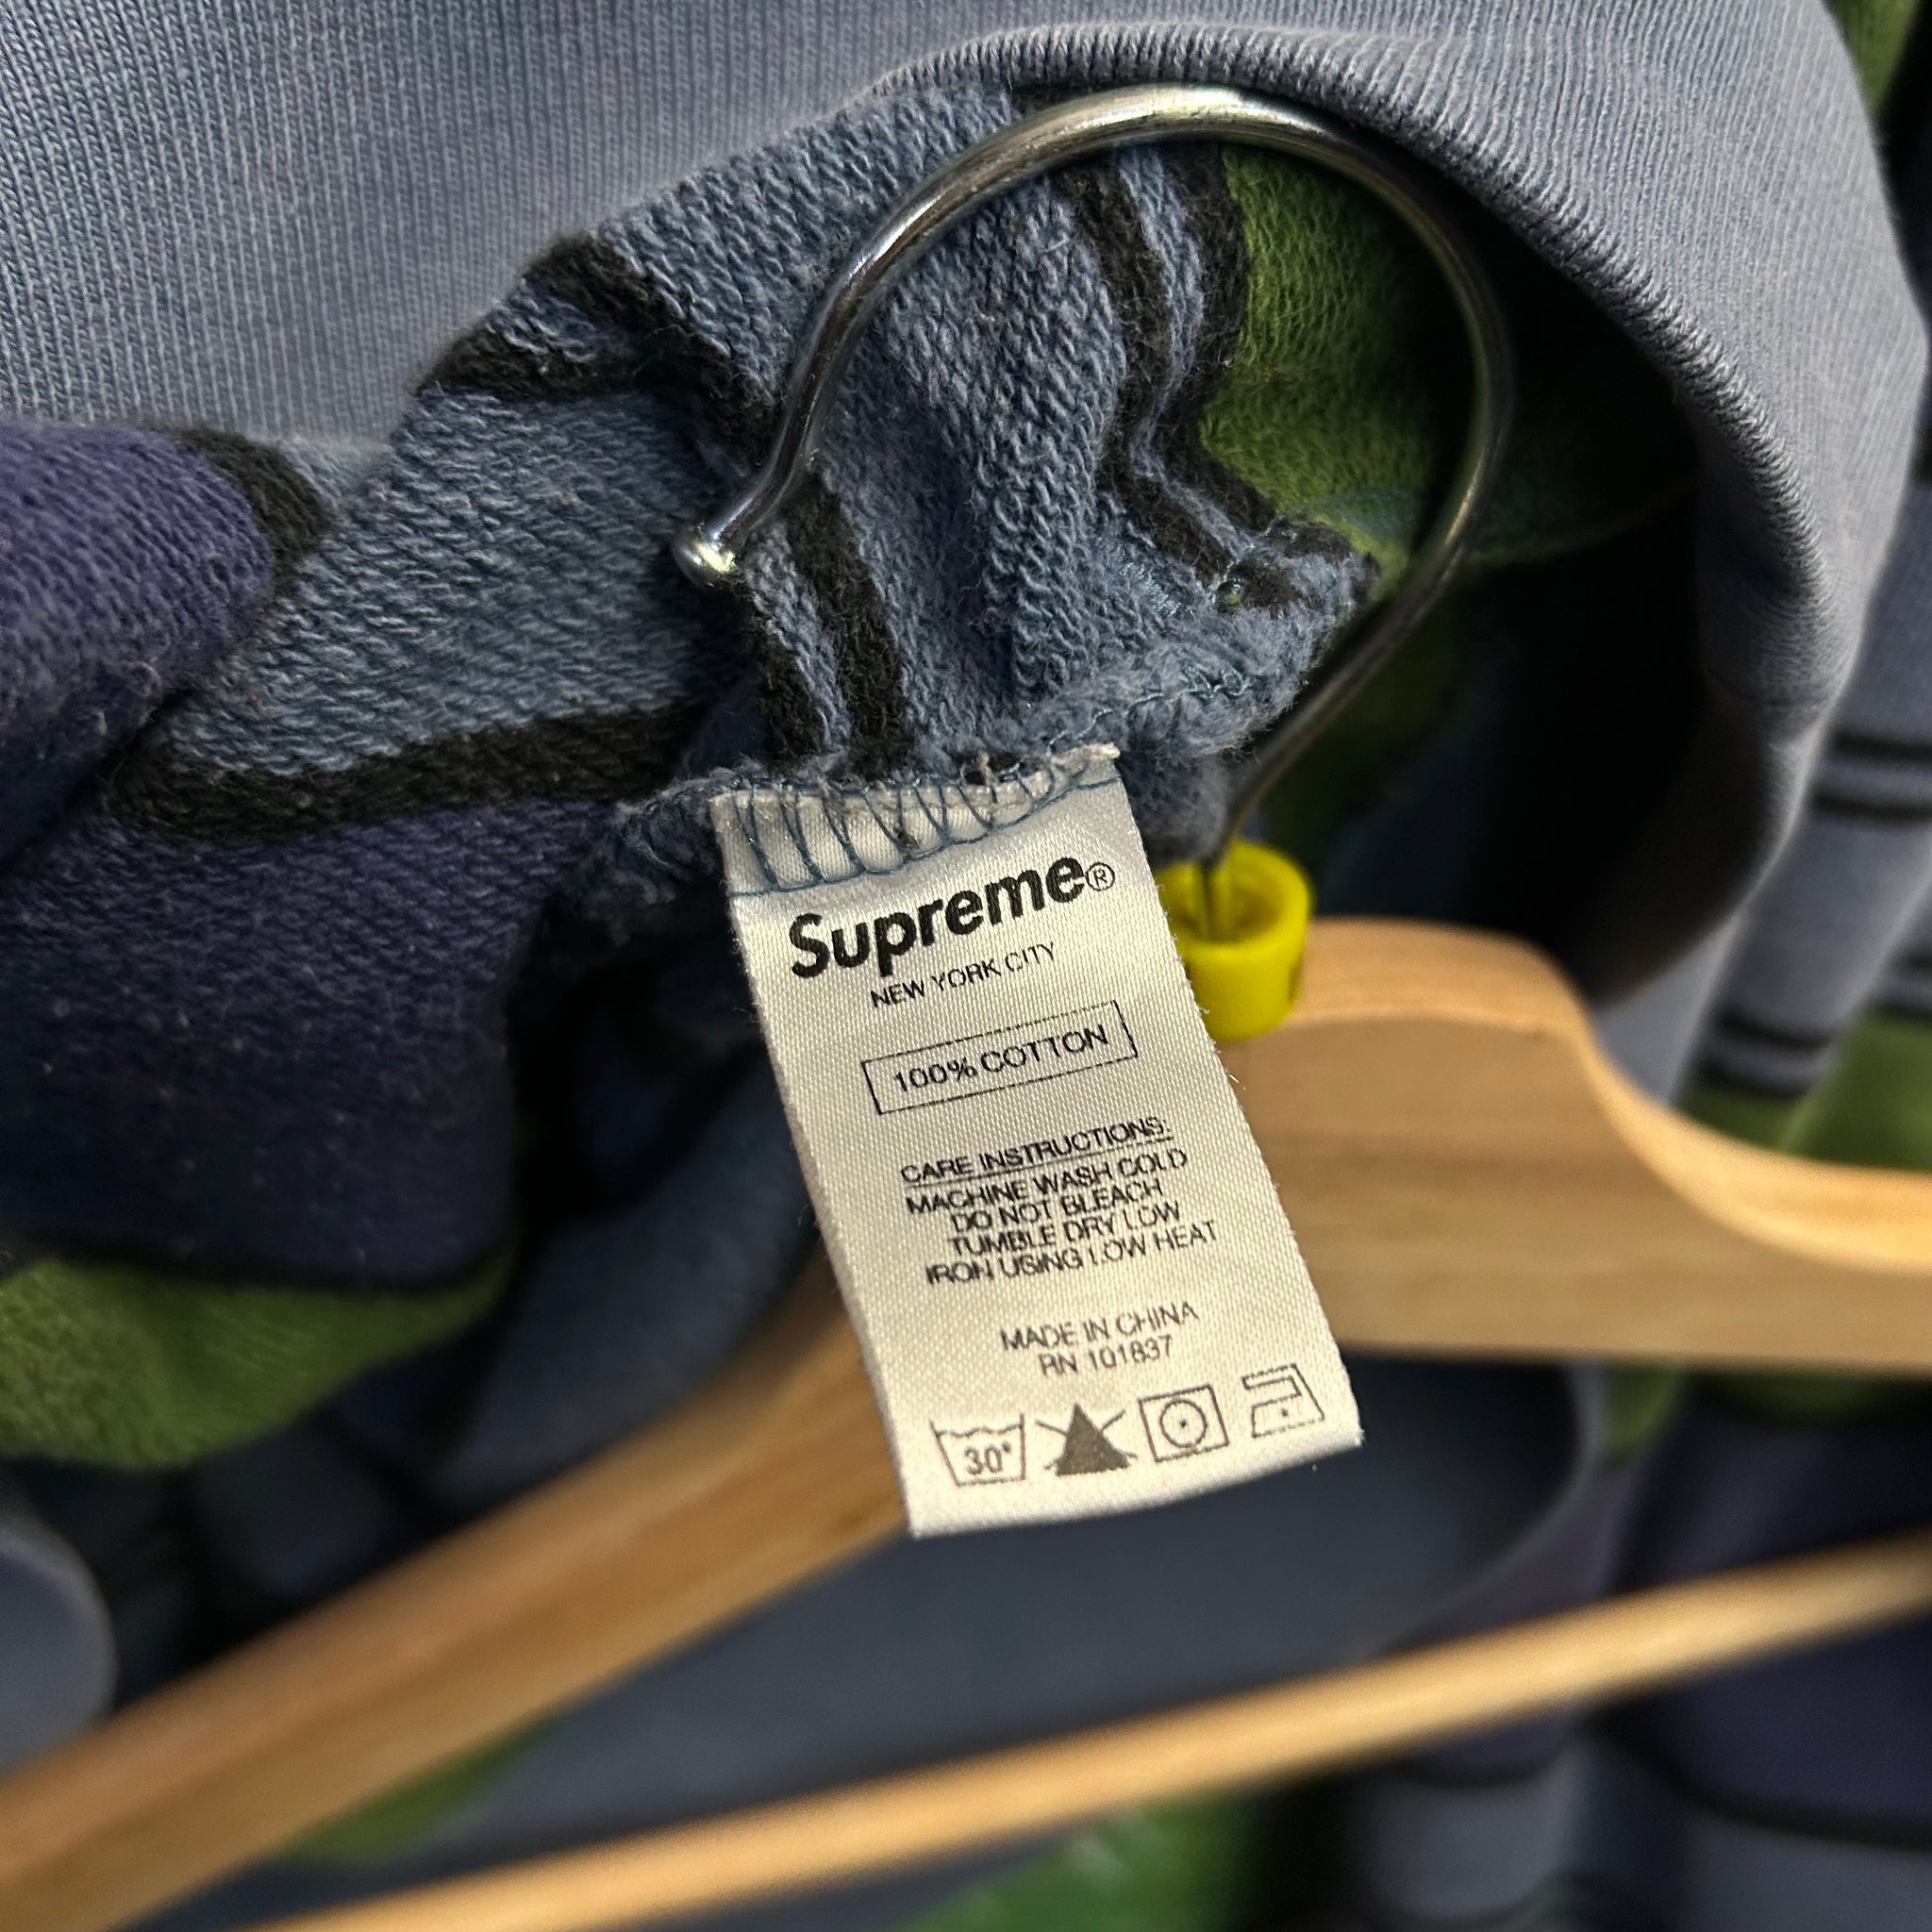 Supreme®
NEW YORK CITY
100% COTTON
CARE INSTRUCTIONS:
MACHINE WASH COLD
DO NOT BLEACH
TUMBLE DRY LOW
IRON USING LOW HEAT
MADE IN CHINA
RN 101837
30°